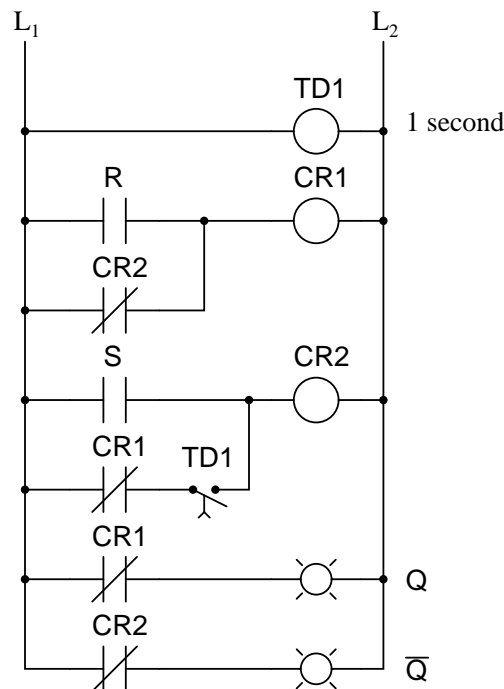 L₁ L₂
TD1
1 second
R CR1
CR2
S CR2
CR1 TD1
CR1
Q
CR2
Q̅